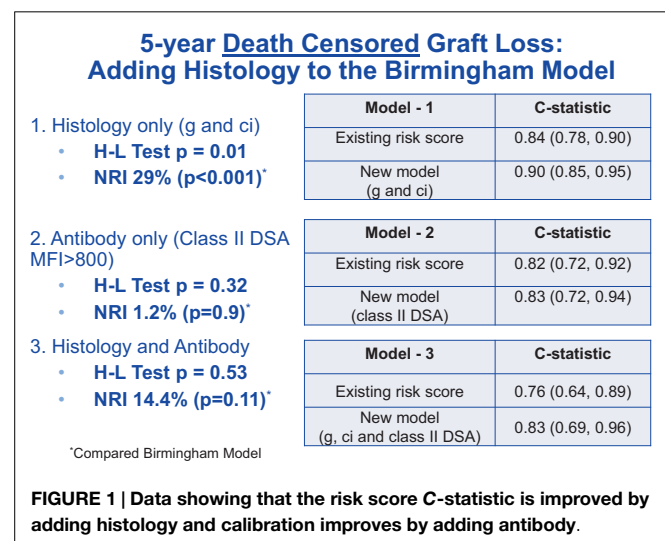 5-year Death Censored Graft Loss:
Adding Histology to the Birmingham Model
1. Histology only (g and ci)
• H-L Test p = 0.01
• NRI 29% (p<0.001)*
Model - 1 C-statistic
Existing risk score 0.84 (0.78, 0.90)
New model 0.90 (0.85, 0.95)
(g and ci)
2. Antibody only (Class II DSA
MFI>800)
• H-L Test p = 0.32
• NRI 1.2% (p=0.9)*
Model - 2 C-statistic
Existing risk score 0.82 (0.72, 0.92)
New model 0.83 (0.72, 0.94)
(class II DSA)
3. Histology and Antibody
• H-L Test p = 0.53
• NRI 14.4% (p=0.11)*
Model - 3 C-statistic
Existing risk score 0.76 (0.64, 0.89)
New model 0.83 (0.69, 0.96)
(g, ci and class II DSA)
*Compared Birmingham Model
FIGURE 1 | Data showing that the risk score C-statistic is improved by
adding histology and calibration improves by adding antibody.